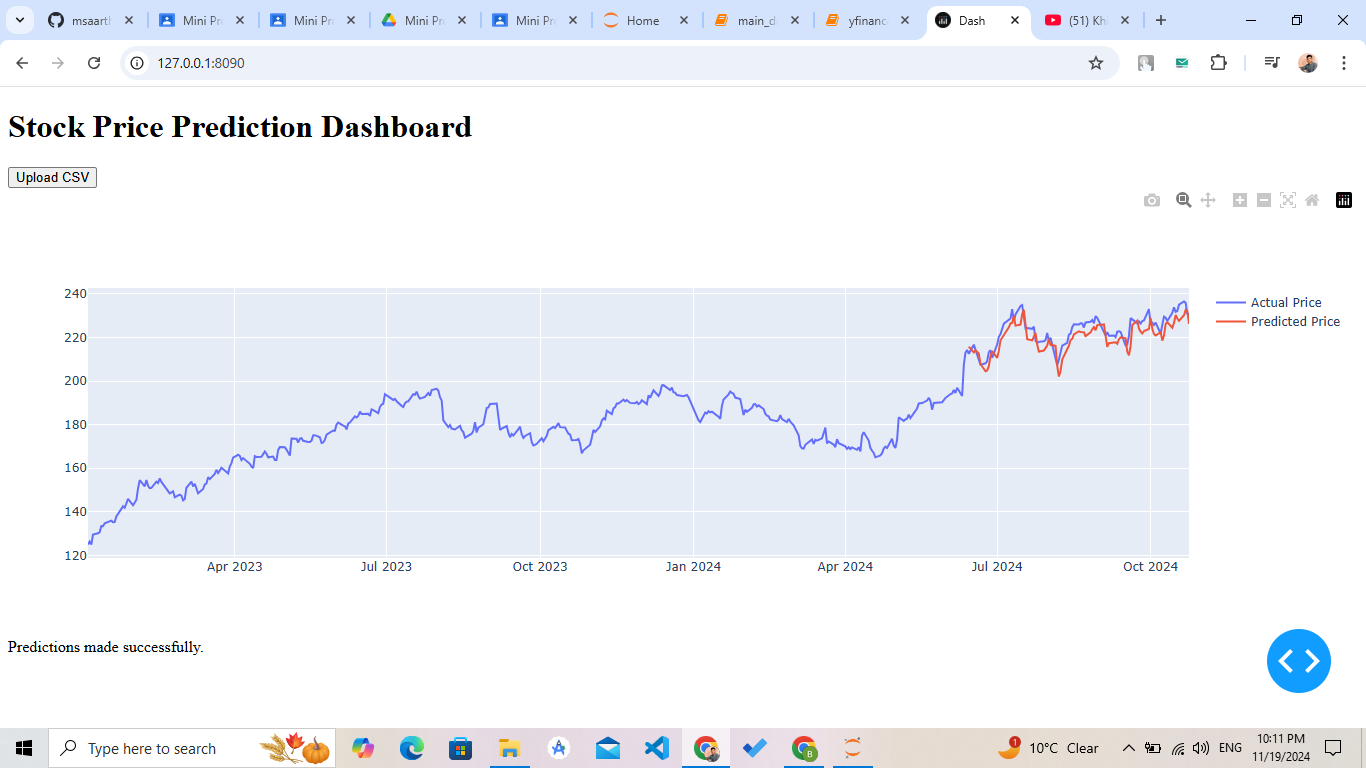 msaart
Mini Pr
Mini Pr
Mini Pr
Mini Pr
Home
main_d
yfinanc
Dash
(51) Khi
127.0.0.1:8090
Stock Price Prediction Dashboard
Upload CSV
240
220
200
180
160
140
120
Apr 2023
Jul 2023
Oct 2023
Jan 2024
Apr 2024
Jul 2024
Oct 2024
Actual Price
Predicted Price
Predictions made successfully.
Type here to search
B
1
10°C Clear
ENG
10:11 PM
11/19/2024